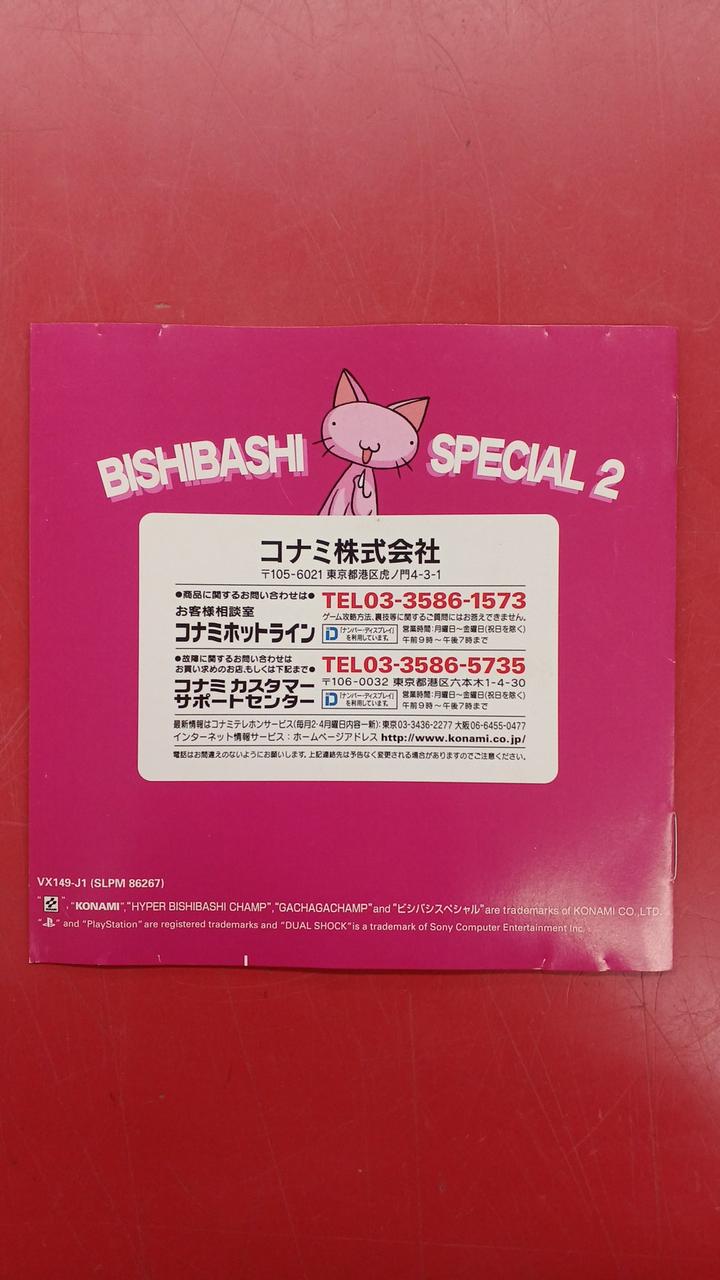 BISHIBASHI SPECIAL 2
コナミ株式会社
〒105-6021 東京都港区虎ノ門4-3-1
●商品に関するお問い合わせは●
お客様相談室
コナミホットライン
TEL03-3586-1573
ゲーム攻略方法、裏技等に関するご質問にはお答えできません。
D 「ナンバー・ディスプレイ」を利用しています。
営業時間:月曜日〜金曜日(祝日を除く)
午前9時〜午後7時まで
●故障に関するお問い合わせは
お買い求めのお店、もしくは下記まで●
コナミ カスタマー
サポートセンター
TEL03-3586-5735
〒106-0032 東京都港区六本木1-4-30
D 「ナンバー・ディスプレイ」を利用しています。
営業時間:月曜日〜金曜日(祝日を除く)
午前9時〜午後7時まで
最新情報はコナミテレホンサービス(毎月2・4月曜日内容一新):東京03-3436-2277 大阪06-6455-0477
インターネット情報サービス:ホームページアドレス http://www.konami.co.jp/
電話はお間違えのないようにお願いします。上記連絡先は予告なく変更される場合がありますのでご注意ください。
VX149-J1 (SLPM 86267)
" ", "KONAMI", "HYPER BISHIBASHI CHAMP", "GACHAGACHAMP" and "ビシバシスペシャル" are trademarks of KONAMI CO.,LTD.
" " and "PlayStation" are registered trademarks and "DUAL SHOCK" is a trademark of Sony Computer Entertainment Inc.